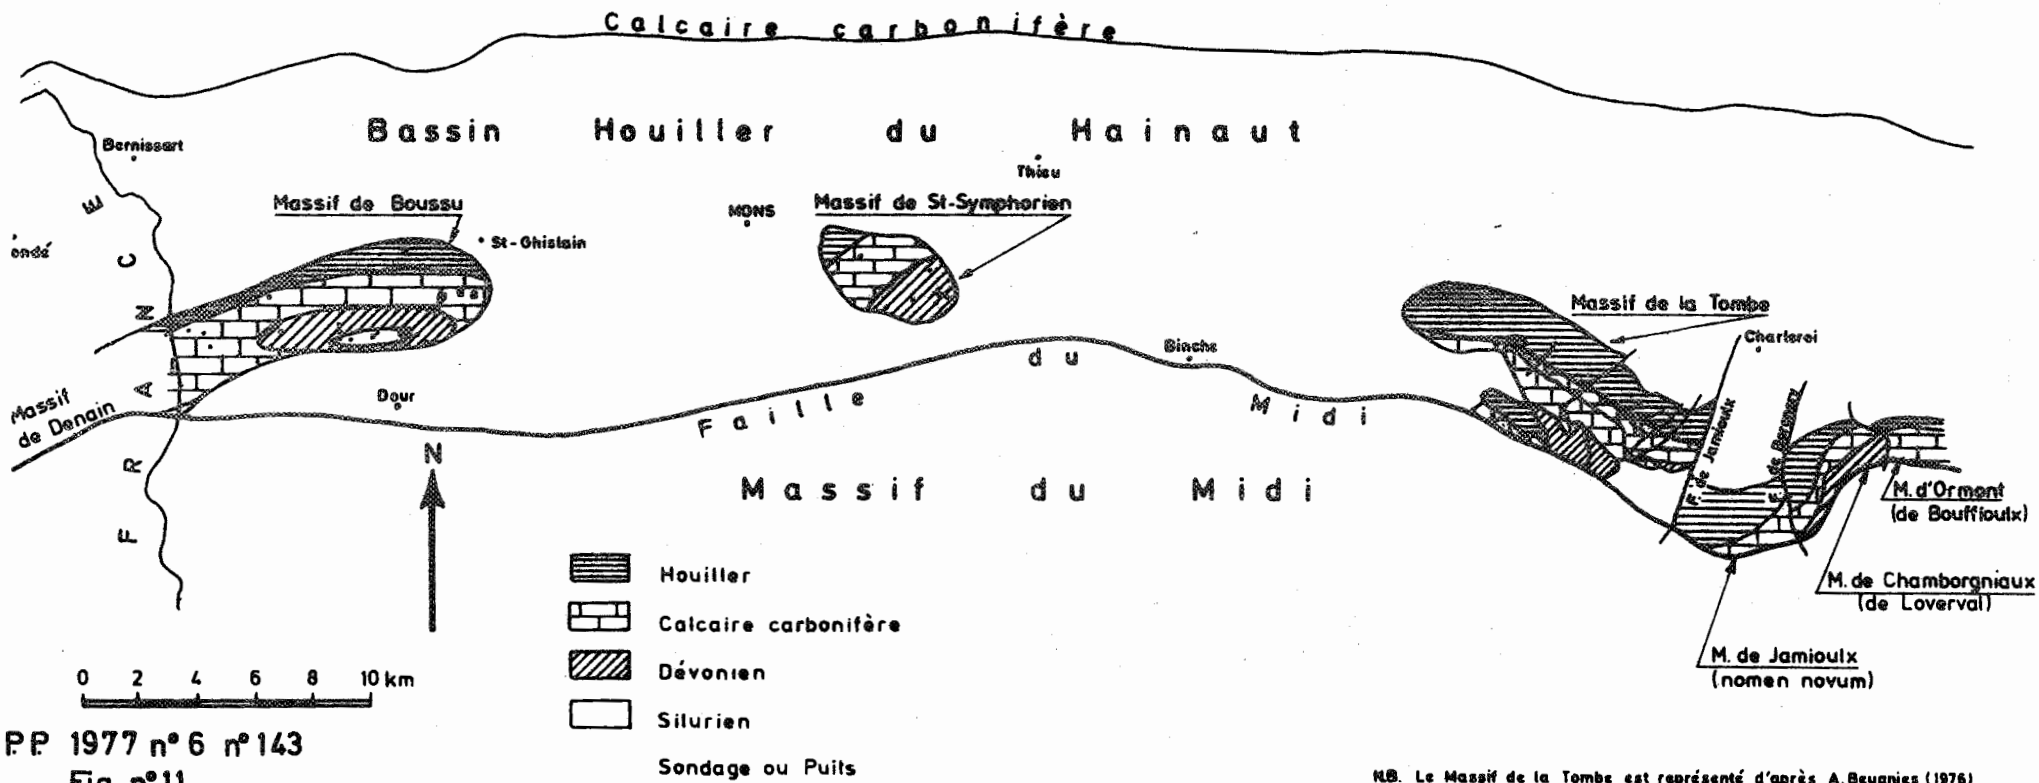 Calcaire carbonifère
Bassin Houiller du Hainaut
Bernissart
Thieu
Massif de Boussu
MONS
Massif de St-Symphorien
St-Ghislain
ondé
FRANCE
Massif de la Tombe
Charleroi
Binche
Massif
de Denain
Dour
Faille du Midi
F. de Jamioulx
N
Massif du Midi
M. d'Ormont
(de Bouffioulx)
M. de Chamborgniaux
(de Loverval)
M. de Jamioulx
(nomen novum)
Houiller
Calcaire carbonifère
Dévonien
Silurien
Sondage ou Puits
0 2 4 6 8 10 km
P.P. 1977 n° 6 n° 143
Fig. n° 11
N.B. Le Massif de la Tombe est représenté d'après A. Beugnies (1976)